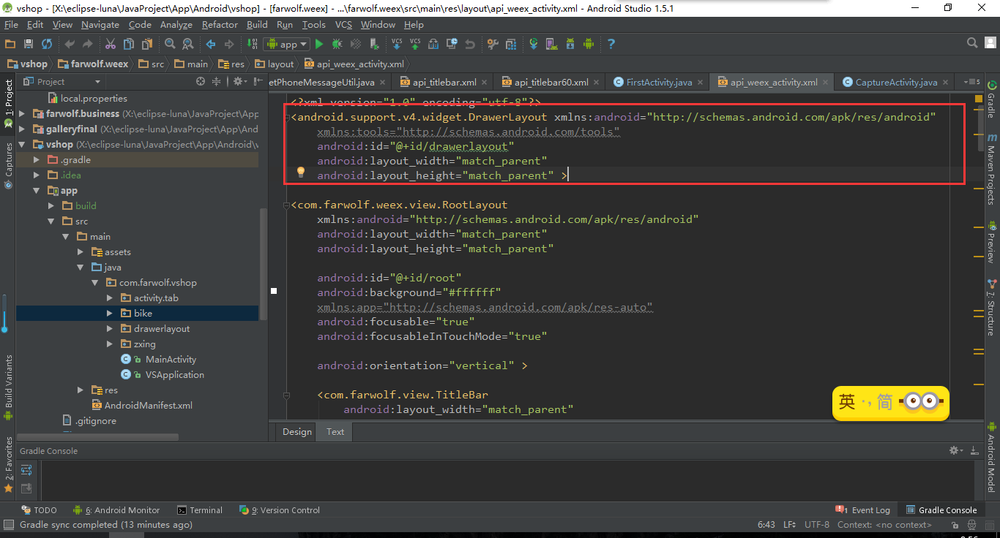 vshop - [X:\eclipse-luna\JavaProject\App\Android\vshop] - [farwolf.weex] - ...\farwolf.weex\src\main\res\layout\api_weex_activity.xml - Android Studio 1.5.1
File Edit View Navigate Code Analyze Refactor Build Run Tools VCS Window Help
app
vshop farwolf.weex src main res layout api_weex_activity.xml
Project
etPhoneMessageUtil.java api_titlebar.xml api_titlebar60.xml FirstActivity.java api_weex_activity.xml CaptureActivity.java
local.properties
farwolf.business (X:\eclipse-luna\JavaProject\App
galleryfinal (X:\eclipse-luna\JavaProject\App\And
vshop (X:\eclipse-luna\JavaProject\App\Android\v
.gradle
.idea
app
build
src
main
assets
java
com.farwolf.vshop
activity.tab
bike
drawerlayout
zxing
MainActivity
VSApplication
res
AndroidManifest.xml
.gitignore
<?xml version="1.0" encoding="utf-8"?>
<android.support.v4.widget.DrawerLayout xmlns:android="http://schemas.android.com/apk/res/android"
xmlns:tools="http://schemas.android.com/tools"
android:id="@+id/drawerlayout"
android:layout_width="match_parent"
android:layout_height="match_parent" >
<com.farwolf.weex.view.RootLayout
xmlns:android="http://schemas.android.com/apk/res/android"
android:layout_width="match_parent"
android:layout_height="match_parent"
android:id="@+id/root"
android:background="#ffffff"
xmlns:app="http://schemas.android.com/apk/res-auto"
android:focusable="true"
android:focusableInTouchMode="true"
android:orientation="vertical" >
<com.farwolf.view.TitleBar
android:layout_width="match_parent"
英 ·, 简
Design Text
1: Project
Captures
Build Variants
2: Favorites
Gradle
Maven Projects
Preview
7: Structure
Android Model
Gradle Console
TODO 6: Android Monitor Terminal 9: Version Control 1 Event Log Gradle Console
Gradle sync completed (13 minutes ago) 6:43 LF UTF-8 Context: <no context>